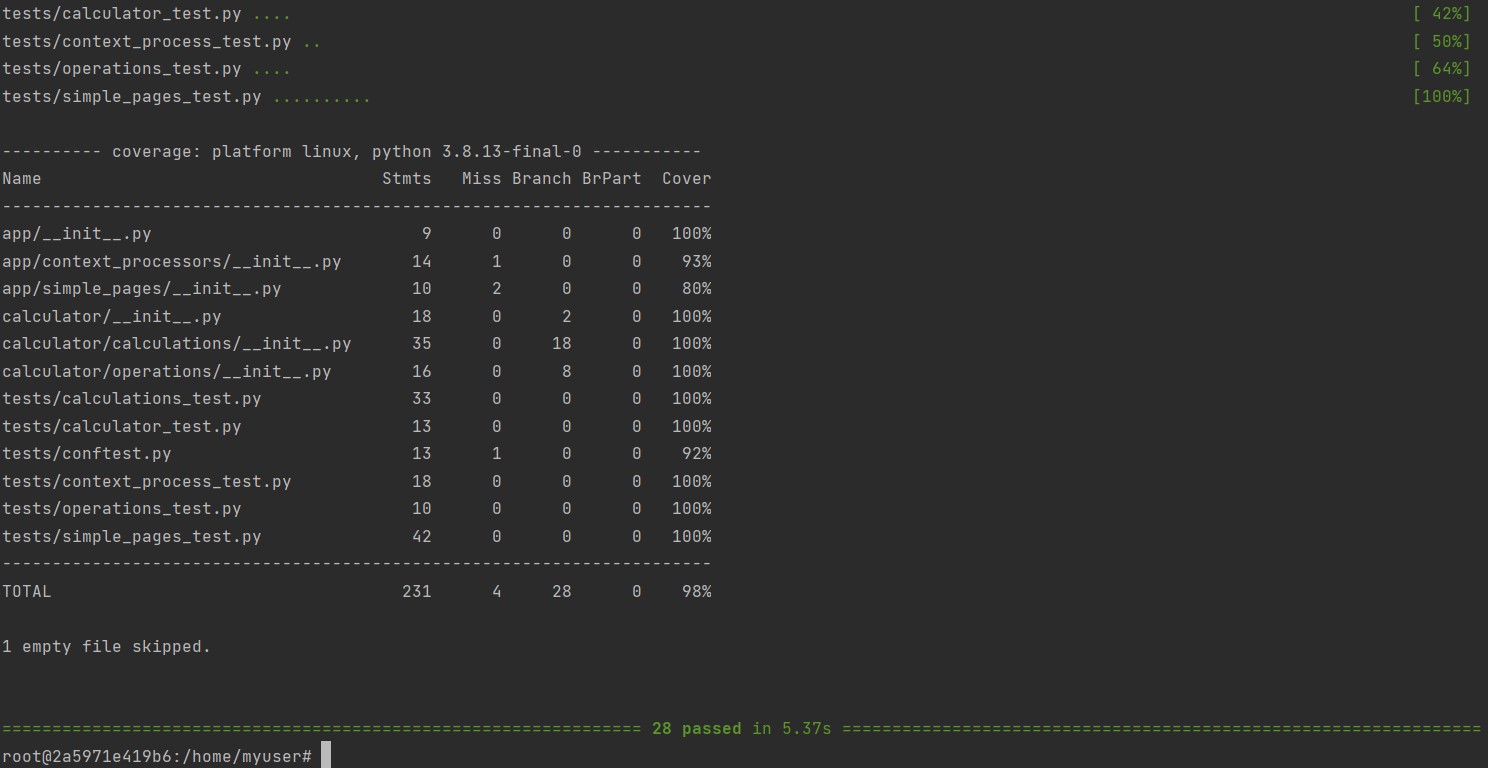 tests/calculator_test.py .... [ 42%]
tests/context_process_test.py .. [ 50%]
tests/operations_test.py .... [ 64%]
tests/simple_pages_test.py .......... [100%]
---------- coverage: platform linux, python 3.8.13-final-0 -----------
Name Stmts Miss Branch BrPart Cover
-----------------------------------------------------------------------
app/__init__.py 9 0 0 0 100%
app/context_processors/__init__.py 14 1 0 0 93%
app/simple_pages/__init__.py 10 2 0 0 80%
calculator/__init__.py 18 0 2 0 100%
calculator/calculations/__init__.py 35 0 18 0 100%
calculator/operations/__init__.py 16 0 8 0 100%
tests/calculations_test.py 33 0 0 0 100%
tests/calculator_test.py 13 0 0 0 100%
tests/conftest.py 13 1 0 0 92%
tests/context_process_test.py 18 0 0 0 100%
tests/operations_test.py 10 0 0 0 100%
tests/simple_pages_test.py 42 0 0 0 100%
-----------------------------------------------------------------------
TOTAL 231 4 28 0 98%
1 empty file skipped.
================================================================ 28 passed in 5.37s ================================================================
root@2a5971e419b6:/home/myuser#